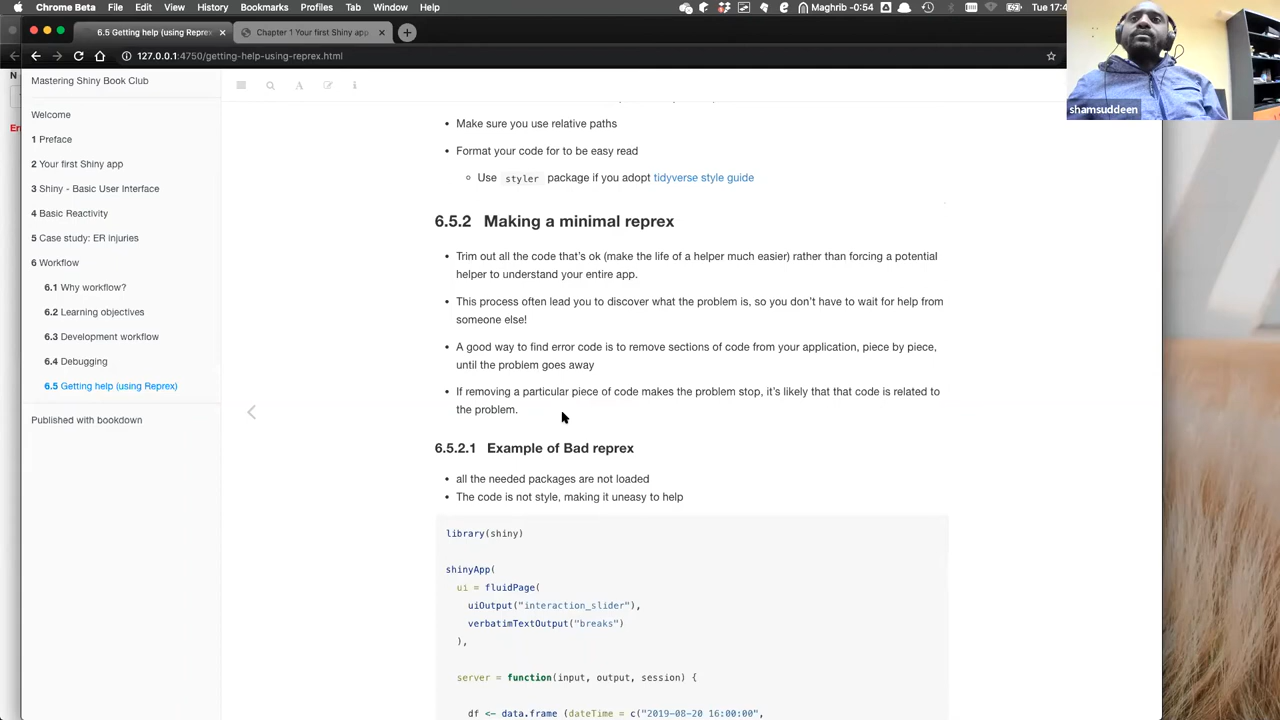 Chrome Beta File Edit View History Bookmarks Profiles Tab Window Help Maghrib -0:54 Tue 17:4
6.5 Getting help (using Repre × Chapter 1 Your first Shiny app × +
127.0.0.1:4750/getting-help-using-reprex.html
N
Er
Mastering Shiny Book Club
Welcome
1 Preface
2 Your first Shiny app
3 Shiny - Basic User Interface
4 Basic Reactivity
5 Case study: ER injuries
6 Workflow
6.1 Why workflow?
6.2 Learning objectives
6.3 Development workflow
6.4 Debugging
6.5 Getting help (using Reprex)
Published with bookdown
• Make sure you use relative paths
• Format your code for to be easy read
◦ Use styler package if you adopt tidyverse style guide
6.5.2 Making a minimal reprex
• Trim out all the code that's ok (make the life of a helper much easier) rather than forcing a potential
helper to understand your entire app.
• This process often lead you to discover what the problem is, so you don't have to wait for help from
someone else!
• A good way to find error code is to remove sections of code from your application, piece by piece,
until the problem goes away
• If removing a particular piece of code makes the problem stop, it's likely that that code is related to
the problem.
6.5.2.1 Example of Bad reprex
• all the needed packages are not loaded
• The code is not style, making it uneasy to help
library(shiny)
shinyApp(
ui = fluidPage(
uiOutput("interaction_slider"),
verbatimTextOutput("breaks")
),
server = function(input, output, session) {
df <- data.frame (dateTime = c("2019-08-20 16:00:00",
shamsuddeen